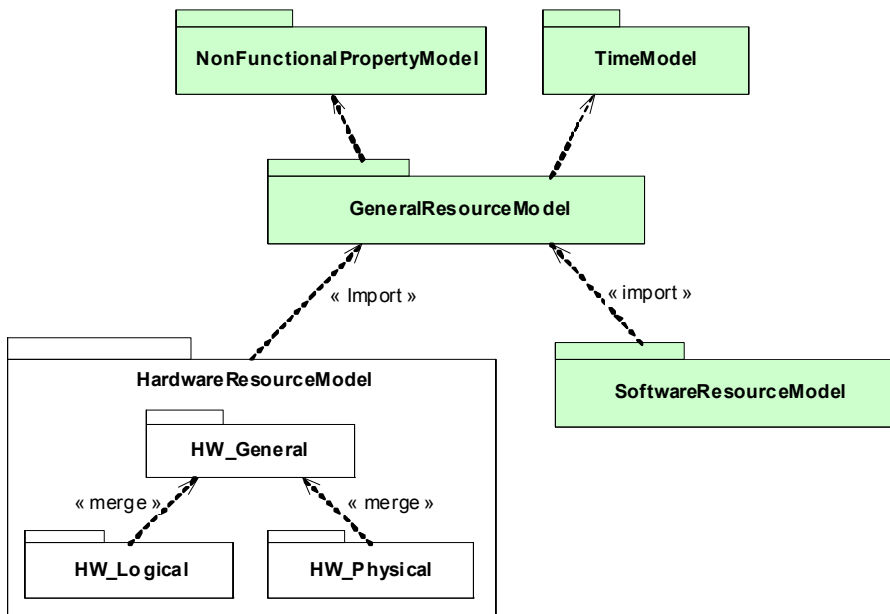 NonFunctionalPropertyModel
TimeModel
GeneralResourceModel
« Import »
« import »
HardwareResourceModel
SoftwareResourceModel
HW_General
« merge »
« merge »
HW_Logical
HW_Physical